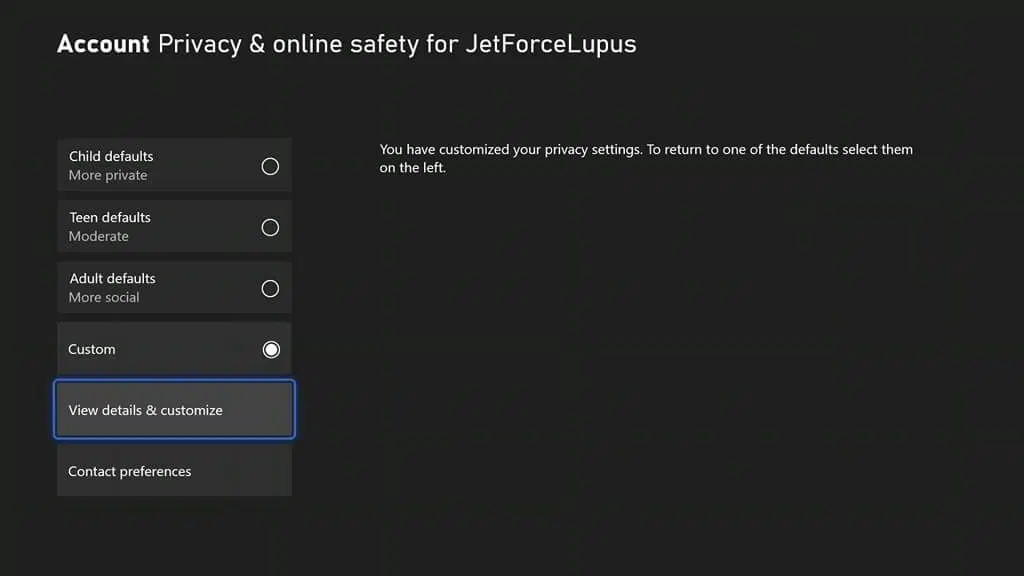 Account Privacy & online safety for JetForceLupus
Child defaults
More private
Teen defaults
Moderate
Adult defaults
More social
Custom
View details & customize
Contact preferences
You have customized your privacy settings. To return to one of the defaults select them
on the left.